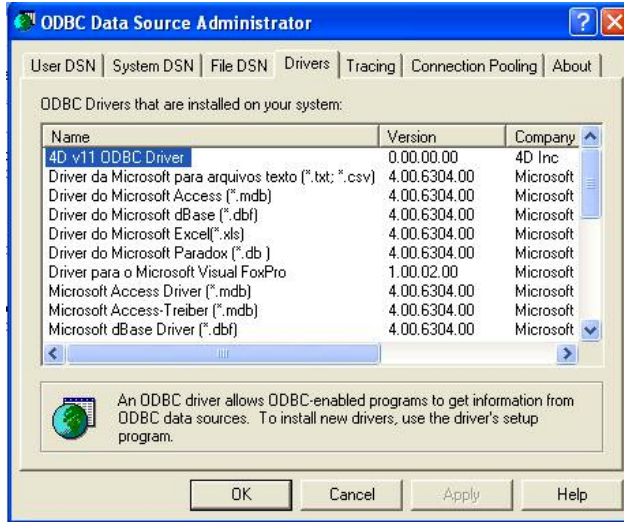 ODBC Data Source Administrator
User DSN System DSN File DSN Drivers Tracing Connection Pooling About
ODBC Drivers that are installed on your system:
Name Version Company
4D v11 ODBC Driver 0.00.00.00 4D Inc
Driver da Microsoft para arquivos texto (*.txt; *.csv) 4.00.6304.00 Microsoft
Driver do Microsoft Access (*.mdb) 4.00.6304.00 Microsoft
Driver do Microsoft dBase (*.dbf) 4.00.6304.00 Microsoft
Driver do Microsoft Excel(*.xls) 4.00.6304.00 Microsoft
Driver do Microsoft Paradox (*.db ) 4.00.6304.00 Microsoft
Driver para o Microsoft Visual FoxPro 1.00.02.00 Microsoft
Microsoft Access Driver (*.mdb) 4.00.6304.00 Microsoft
Microsoft Access-Treiber (*.mdb) 4.00.6304.00 Microsoft
Microsoft dBase Driver (*.dbf) 4.00.6304.00 Microsoft
An ODBC driver allows ODBC-enabled programs to get information from
ODBC data sources. To install new drivers, use the driver's setup
program.
OK Cancel Apply Help